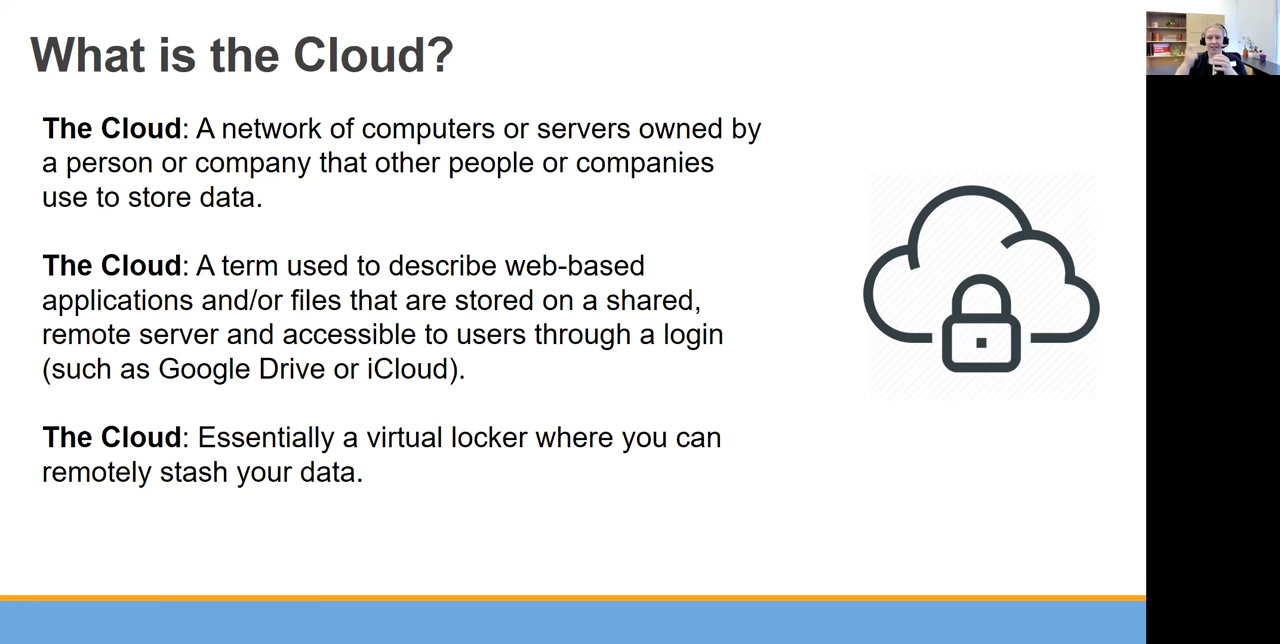 What is the Cloud?
The Cloud: A network of computers or servers owned by
a person or company that other people or companies
use to store data.
The Cloud: A term used to describe web-based
applications and/or files that are stored on a shared,
remote server and accessible to users through a login
(such as Google Drive or iCloud).
The Cloud: Essentially a virtual locker where you can
remotely stash your data.